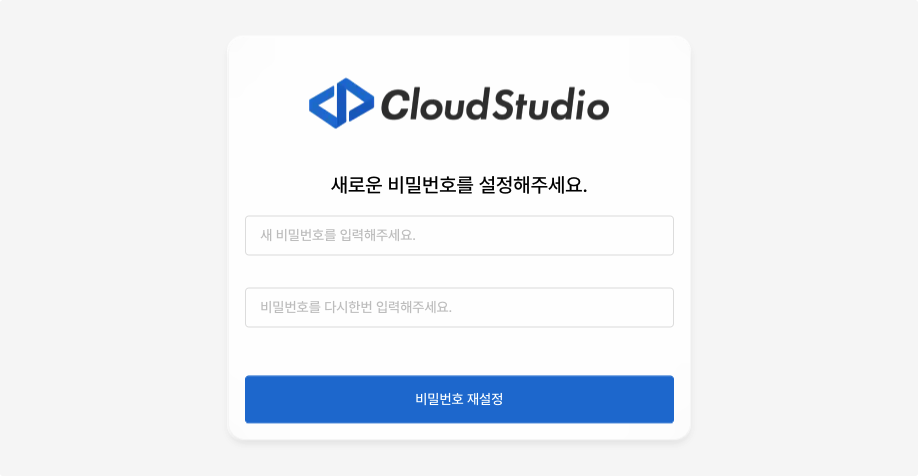 CloudStudio
새로운 비밀번호를 설정해주세요.
새 비밀번호를 입력해주세요.
비밀번호를 다시한번 입력해주세요.
비밀번호 재설정